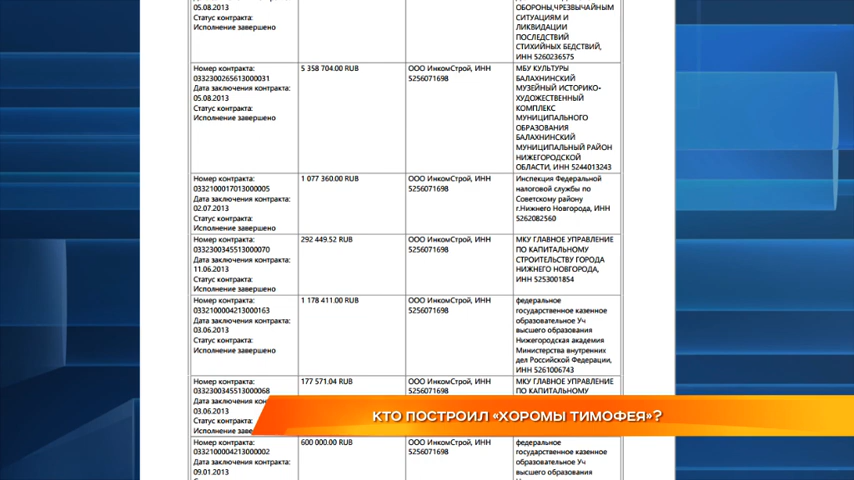 05.08.2013
Статус контракта:
Исполнение завершено
ОБОРОНЫ,ЧРЕЗВЫЧАЙНЫМ
СИТУАЦИЯМ И
ЛИКВИДАЦИИ
ПОСЛЕДСТВИЙ
СТИХИЙНЫХ БЕДСТВИЙ,
ИНН 5260236575
Номер контракта:
0332300265613000031
Дата заключения контракта:
05.08.2013
Статус контракта:
Исполнение завершено
5 358 704.00 RUB
ООО ИнкомСтрой, ИНН
5256071698
МБУ КУЛЬТУРЫ
БАЛАХНИНСКИЙ
МУЗЕЙНЫЙ ИСТОРИКО-
ХУДОЖЕСТВЕННЫЙ
КОМПЛЕКС
МУНИЦИПАЛЬНОГО
ОБРАЗОВАНИЯ
БАЛАХНИНСКИЙ
МУНИЦИПАЛЬНЫЙ РАЙОН
НИЖЕГОРОДСКОЙ
ОБЛАСТИ, ИНН 5244013243
Номер контракта:
0332100017013000005
Дата заключения контракта:
02.07.2013
Статус контракта:
Исполнение завершено
1 077 360.00 RUB
ООО ИнкомСтрой, ИНН
5256071698
Инспекция Федеральной
налоговой службы по
Советскому району
г.Нижнего Новгорода, ИНН
5262082560
Номер контракта:
0332300345513000070
Дата заключения контракта:
11.06.2013
Статус контракта:
Исполнение завершено
292 449.52 RUB
ООО ИнкомСтрой, ИНН
5256071698
МКУ ГЛАВНОЕ УПРАВЛЕНИЕ
ПО КАПИТАЛЬНОМУ
СТРОИТЕЛЬСТВУ ГОРОДА
НИЖНЕГО НОВГОРОДА,
ИНН 5253001854
Номер контракта:
0332100004213000163
Дата заключения контракта:
03.06.2013
Статус контракта:
Исполнение завершено
1 178 411.00 RUB
ООО ИнкомСтрой, ИНН
5256071698
федеральное
государственное казенное
образовательное Уч
высшего образования
Нижегородская академия
Министерства внутренних
дел Российской Федерации,
ИНН 5261006743
Номер контракта:
0332300345513000068
Дата заключения кон
03.06.2013
Статус контракта:
Исполнение заве
177 571.04 RUB
ООО ИнкомСтрой, ИНН
5256071698
МКУ ГЛАВНОЕ УПРАВЛЕНИЕ
ПО КАПИТАЛЬНОМУ
КТО ПОСТРОИЛ «ХОРОМЫ ТИМОФЕЯ»?
Номер контракта:
0332100004213000002
Дата заключения контракта:
09.01.2013
600 000.00 RUB
ООО ИнкомСтрой, ИНН
5256071698
федеральное
государственное казенное
образовательное Уч
высшего образования